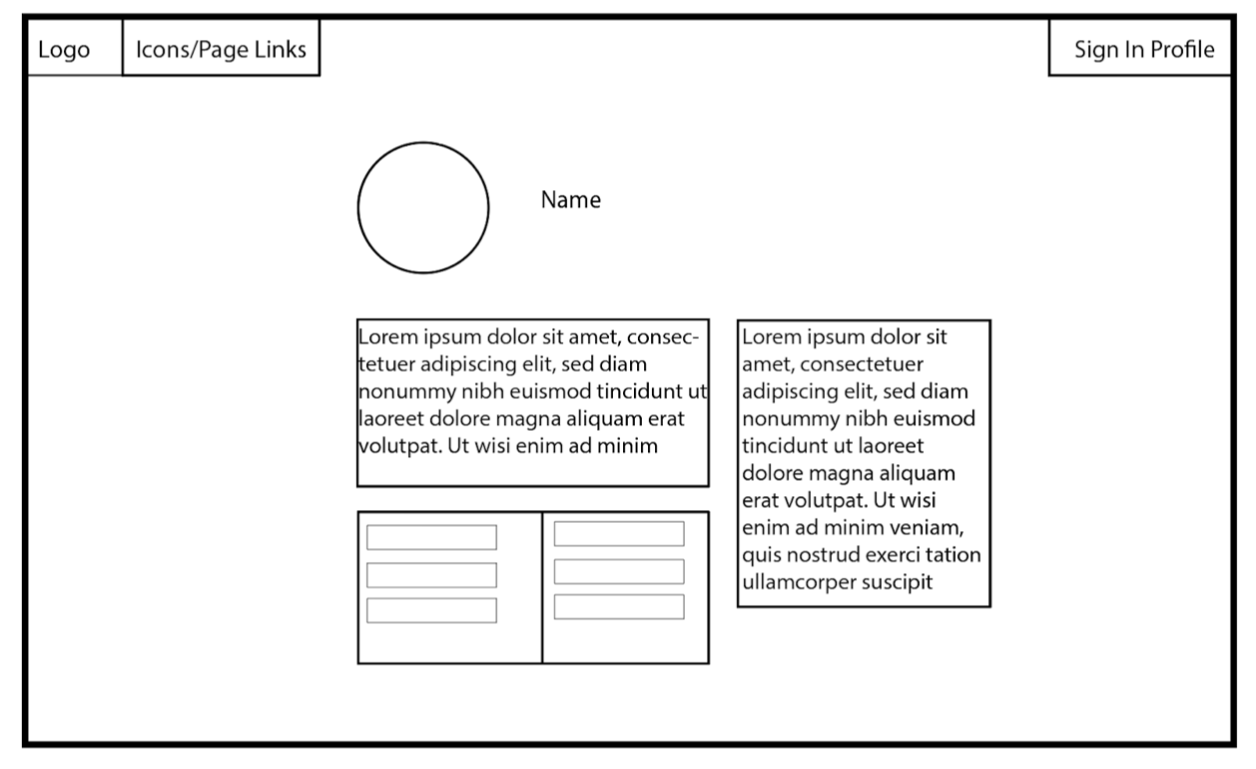 Logo
Icons/Page Links
Sign In Profile
Name
Lorem ipsum dolor sit amet, consec-
tetuer adipiscing elit, sed diam
nonummy nibh euismod tincidunt ut
laoreet dolore magna aliquam erat
volutpat. Ut wisi enim ad minim
Lorem ipsum dolor sit
amet, consectetuer
adipiscing elit, sed diam
nonummy nibh euismod
tincidunt ut laoreet
dolore magna aliquam
erat volutpat. Ut wisi
enim ad minim veniam,
quis nostrud exerci tation
ullamcorper suscipit